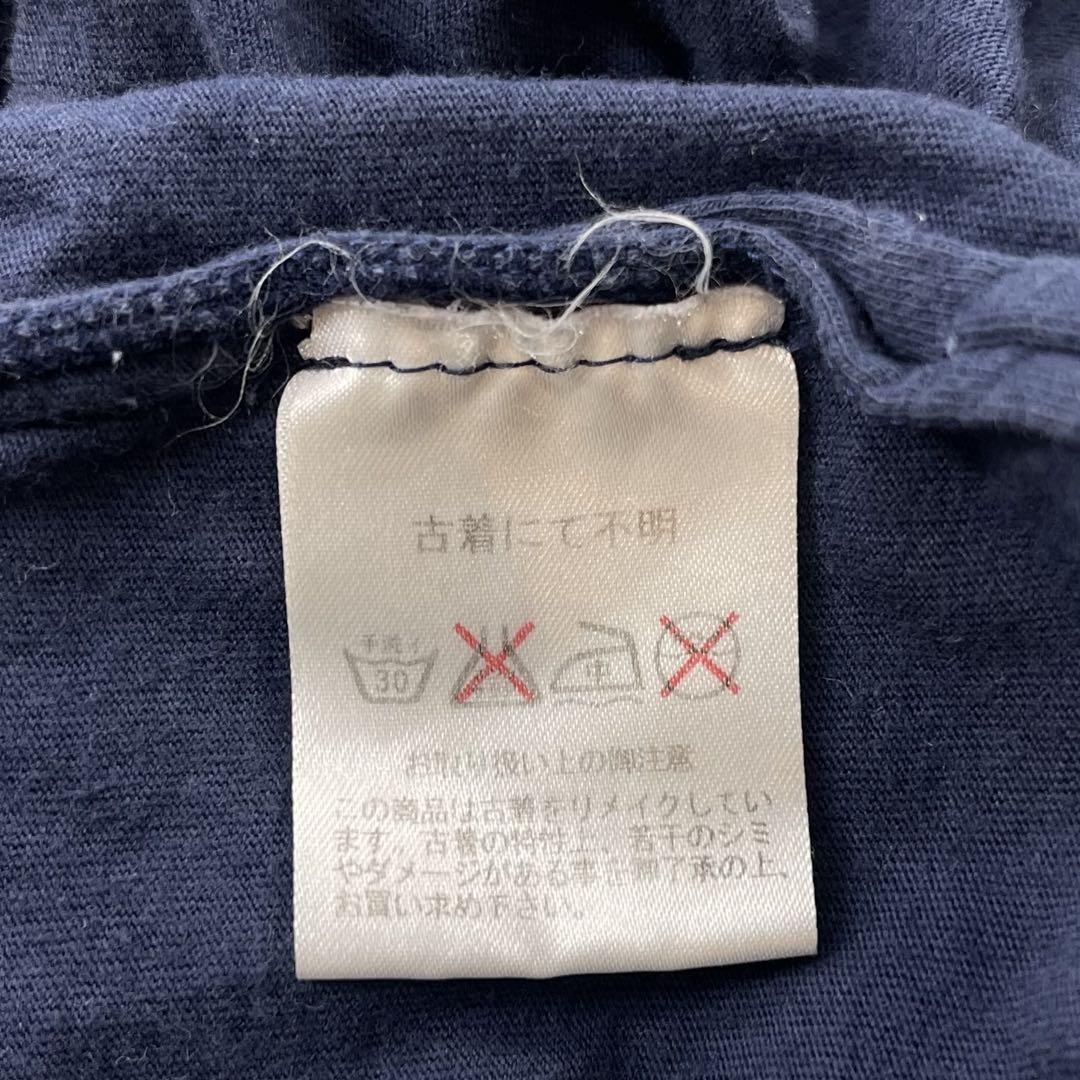 古着にて不明
手洗イ
30
中
お取り扱い上の御注意
この商品は古着をリメイクしてい
ます。古着の特性上、若干のシミ
やダメージがある事を御了承の上、
お買い求め下さい。